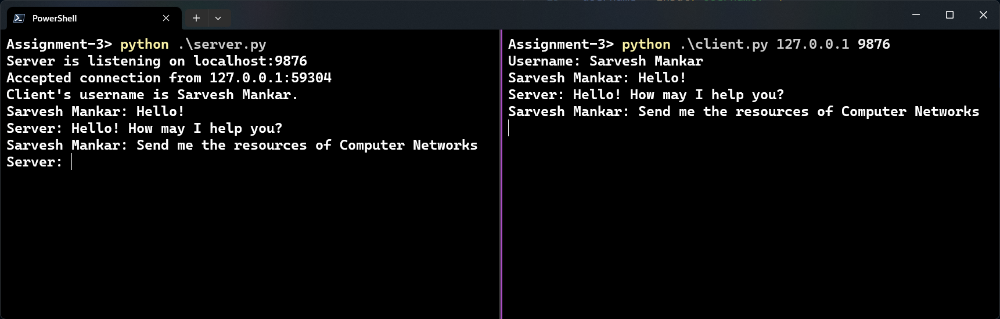 PowerShell
Assignment-3> python .\server.py
Server is listening on localhost:9876
Accepted connection from 127.0.0.1:59304
Client's username is Sarvesh Mankar.
Sarvesh Mankar: Hello!
Server: Hello! How may I help you?
Sarvesh Mankar: Send me the resources of Computer Networks
Server:
Assignment-3> python .\client.py 127.0.0.1 9876
Username: Sarvesh Mankar
Sarvesh Mankar: Hello!
Server: Hello! How may I help you?
Sarvesh Mankar: Send me the resources of Computer Networks